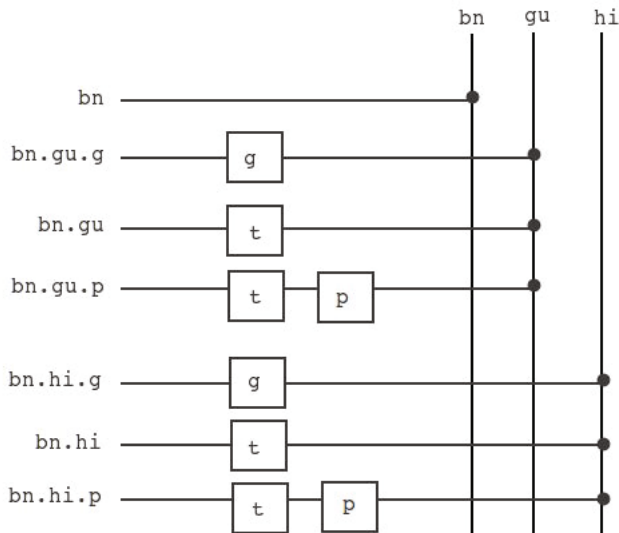 bn gu hi
bn
bn.gu.g g
bn.gu t
bn.gu.p t p
bn.hi.g g
bn.hi t
bn.hi.p t p